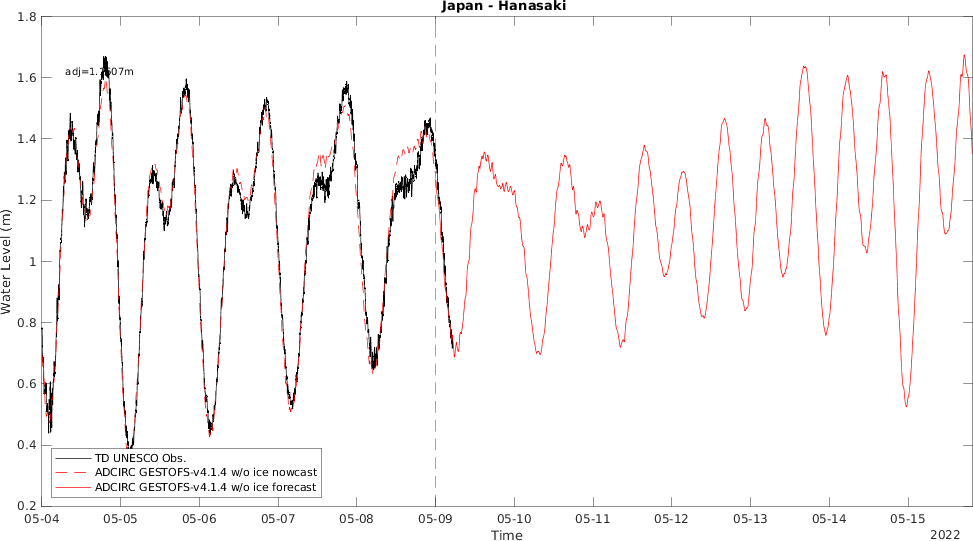 Japan - Hanasaki
1.8
1.6
1.4
1.2
1
0.8
0.6
0.4
0.2
Water Level (m)
TD UNESCO Obs.
ADCIRC GESTOFS-v4.1.4 w/o ice nowcast
ADCIRC GESTOFS-v4.1.4 w/o ice forecast
05-04 05-05 05-06 05-07 05-08 05-09 05-10 05-11 05-12 05-13 05-14 05-15
Time
2022